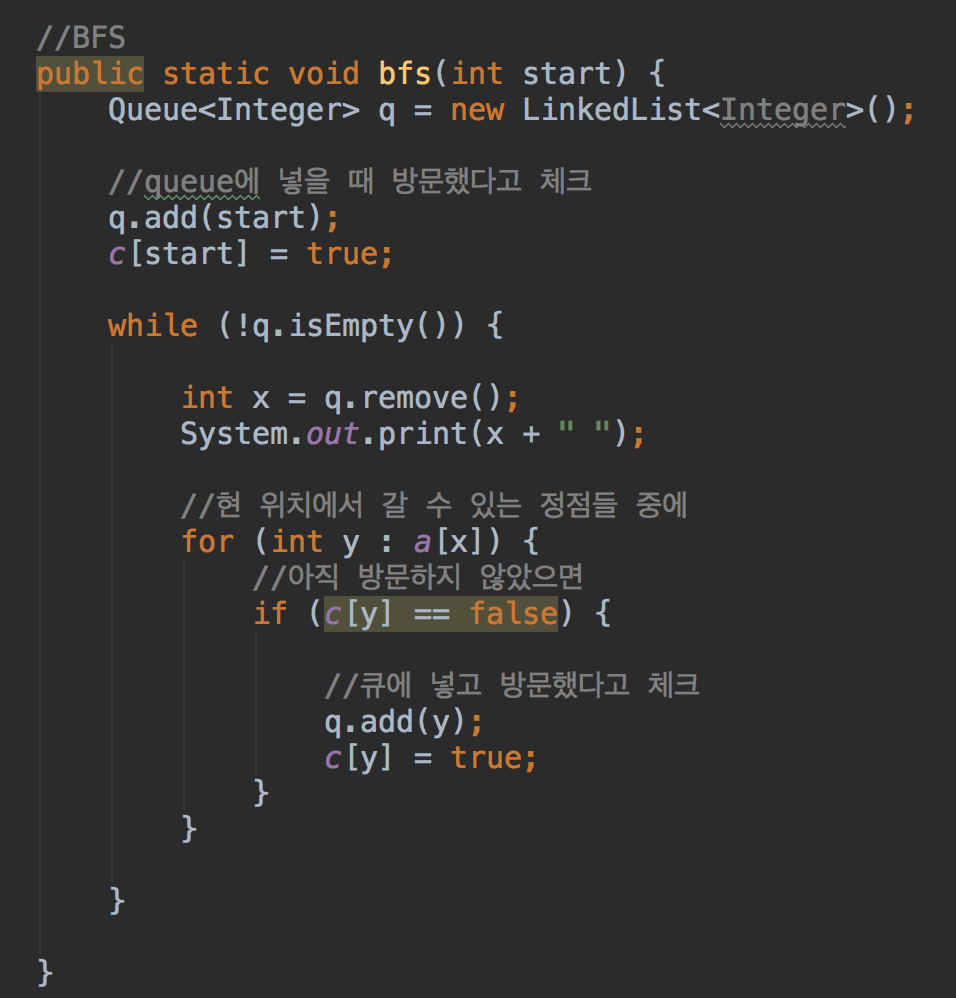 //BFS
public static void bfs(int start) {
Queue<Integer> q = new LinkedList<Integer>();
//queue에 넣을 때 방문했다고 체크
q.add(start);
c[start] = true;
while (!q.isEmpty()) {
int x = q.remove();
System.out.print(x + " ");
//현 위치에서 갈 수 있는 정점들 중에
for (int y : a[x]) {
//아직 방문하지 않았으면
if (c[y] == false) {
//큐에 넣고 방문했다고 체크
q.add(y);
c[y] = true;
}
}
}
}